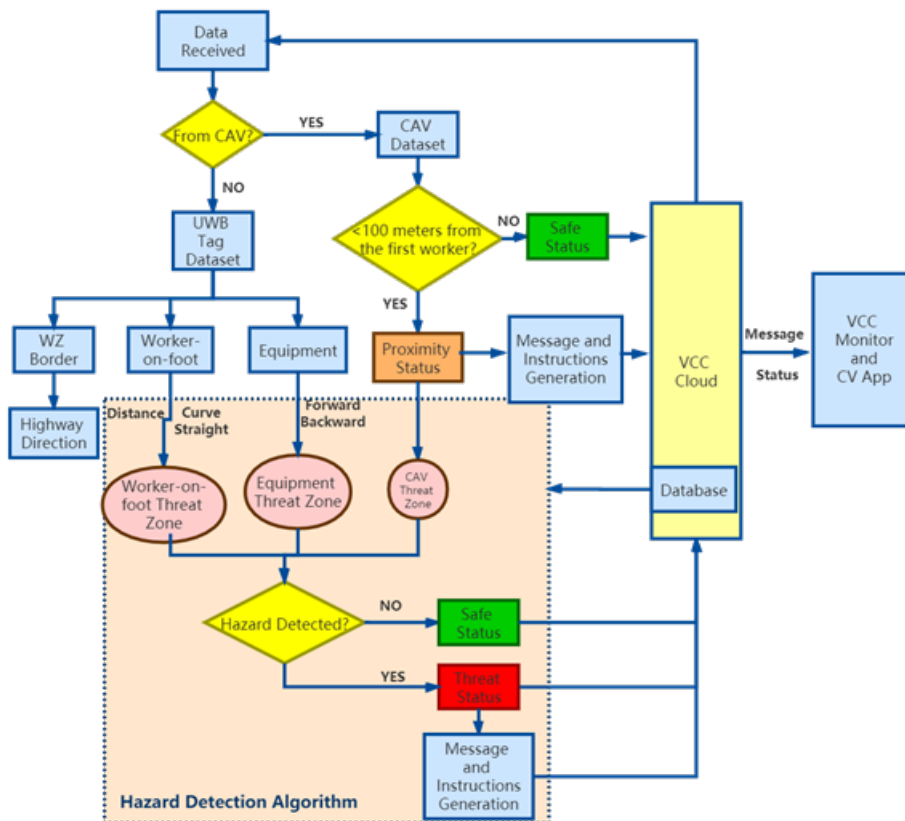 Data
Received
From CAV?
YES
CAV
Dataset
NO
UWB
Tag
Dataset
<100 meters from
the first worker?
NO
Safe
Status
YES
WZ
Border
Worker-
on-foot
Equipment
Proximity
Status
Message and
Instructions
Generation
VCC
Cloud
Message
Status
VCC
Monitor
and
CV App
Highway
Direction
Distance
Curve
Straight
Forward
Backward
Worker-on-
foot Threat
Zone
Equipment
Threat Zone
CAV
Threat
Zone
Database
Hazard Detected?
NO
Safe
Status
YES
Threat
Status
Message
and
Instructions
Generation
Hazard Detection Algorithm